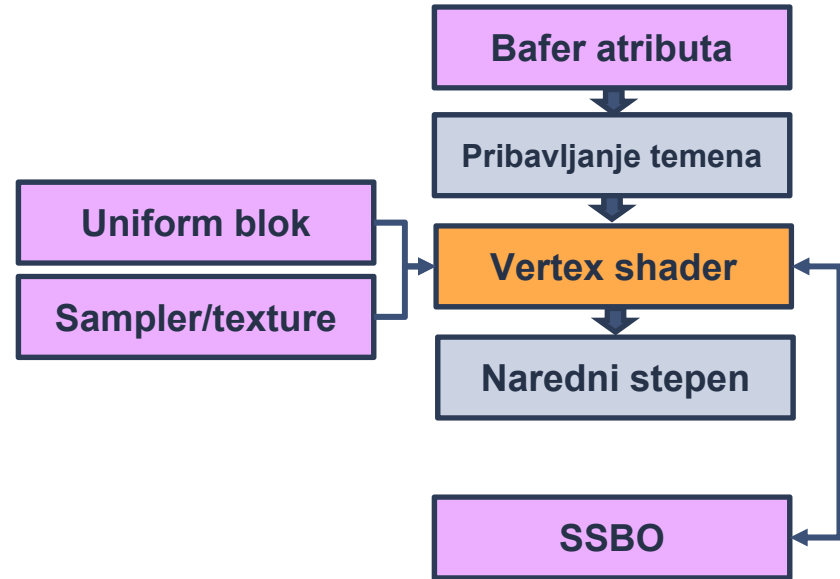 Bafer atributa
Pribavljanje temena
Uniform blok
Vertex shader
Sampler/texture
Naredni stepen
SSBO